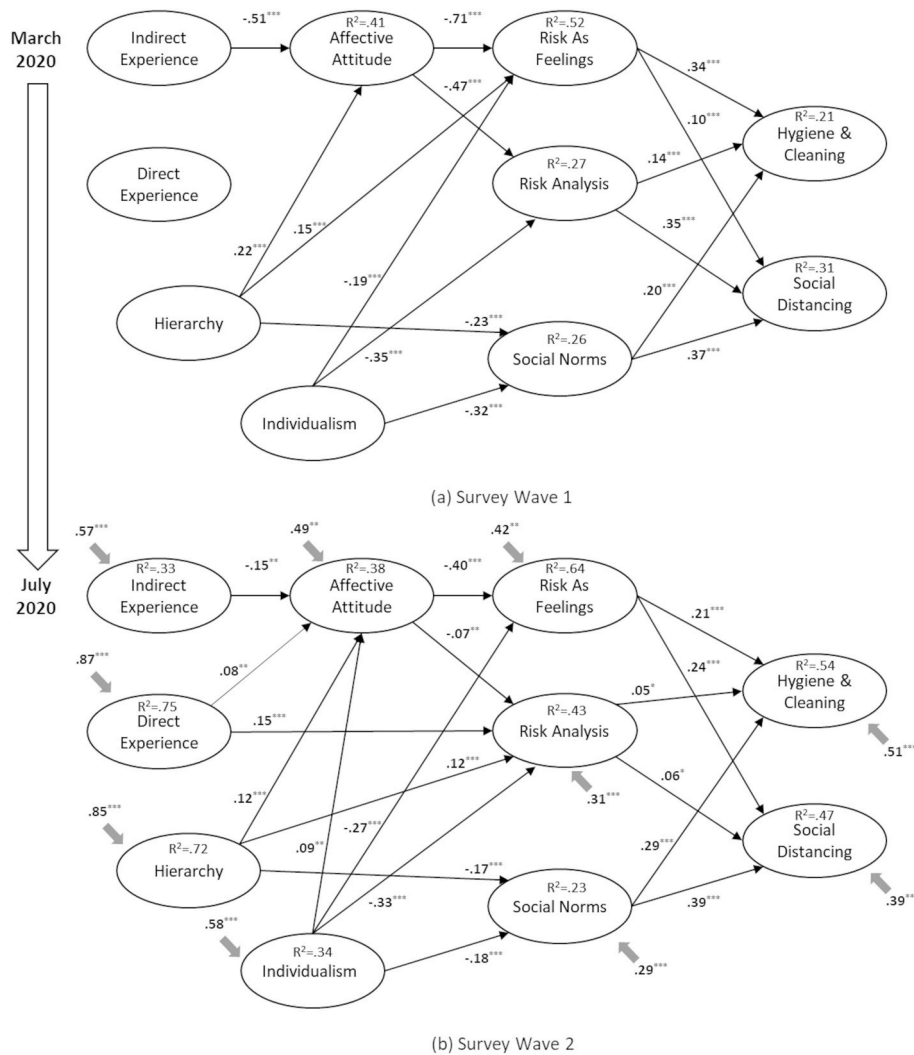 March
2020
July
2020
Indirect
Experience
-.51***
R²=.41
Affective
Attitude
-.71***
R²=.52
Risk As
Feelings
-.47***
.34***
.10***
R²=.21
Hygiene &
Cleaning
Direct
Experience
R²=.27
Risk Analysis
.14***
.22***
.15***
-.19***
.35***
R²=.31
Social
Distancing
.20***
Hierarchy
-.23***
-.35***
R²=.26
Social Norms
.37***
Individualism
-.32***
(a) Survey Wave 1
.57***
R²=.33
Indirect
Experience
-.15**
.49**
R²=.38
Affective
Attitude
-.40***
.42**
R²=.64
Risk As
Feelings
-.07**
.21***
.24***
R²=.54
Hygiene &
Cleaning
.51***
.87***
R²=.75
Direct
Experience
.08**
.15***
R²=.43
Risk Analysis
.05*
.31***
.12***
.12***
.06*
.85***
R²=.72
Hierarchy
.09**
-.27***
-.17***
-.33***
.29***
R²=.47
Social
Distancing
.39**
R²=.23
Social Norms
.39***
.29***
.58***
R²=.34
Individualism
-.18***
(b) Survey Wave 2